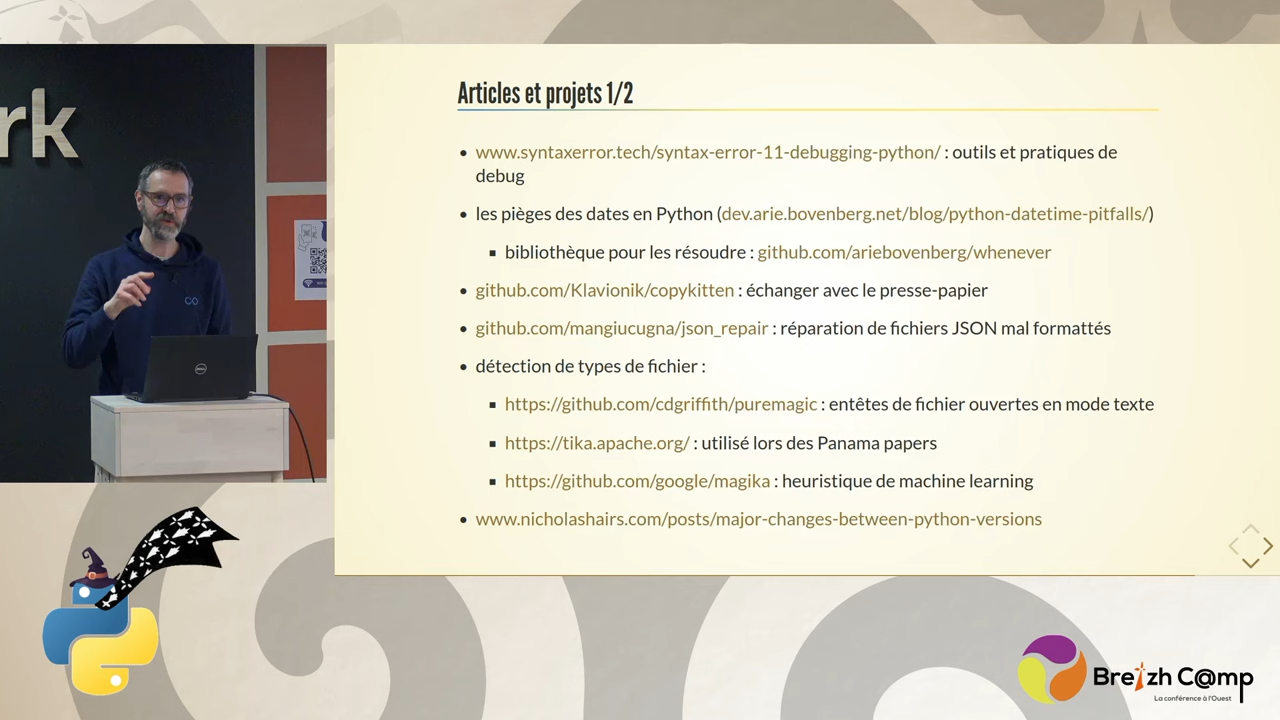 rk
Articles et projets 1/2
www.syntaxerror.tech/syntax-error-11-debugging-python/ : outils et pratiques de
debug
les pièges des dates en Python (dev.arie.bovenberg.net/blog/python-datetime-pitfalls/)
bibliothèque pour les résoudre : github.com/ariebovenberg/whenever
github.com/Klavionik/copykitten : échanger avec le presse-papier
github.com/mangiucugna/json_repair : réparation de fichiers JSON mal formattés
détection de types de fichier :
https://github.com/cdgriffith/puremagic : entêtes de fichier ouvertes en mode texte
https://tika.apache.org/ : utilisé lors des Panama papers
https://github.com/google/magika : heuristique de machine learning
www.nicholashairs.com/posts/major-changes-between-python-versions
DELL
Breizh C@mp
La conférence à l'Ouest